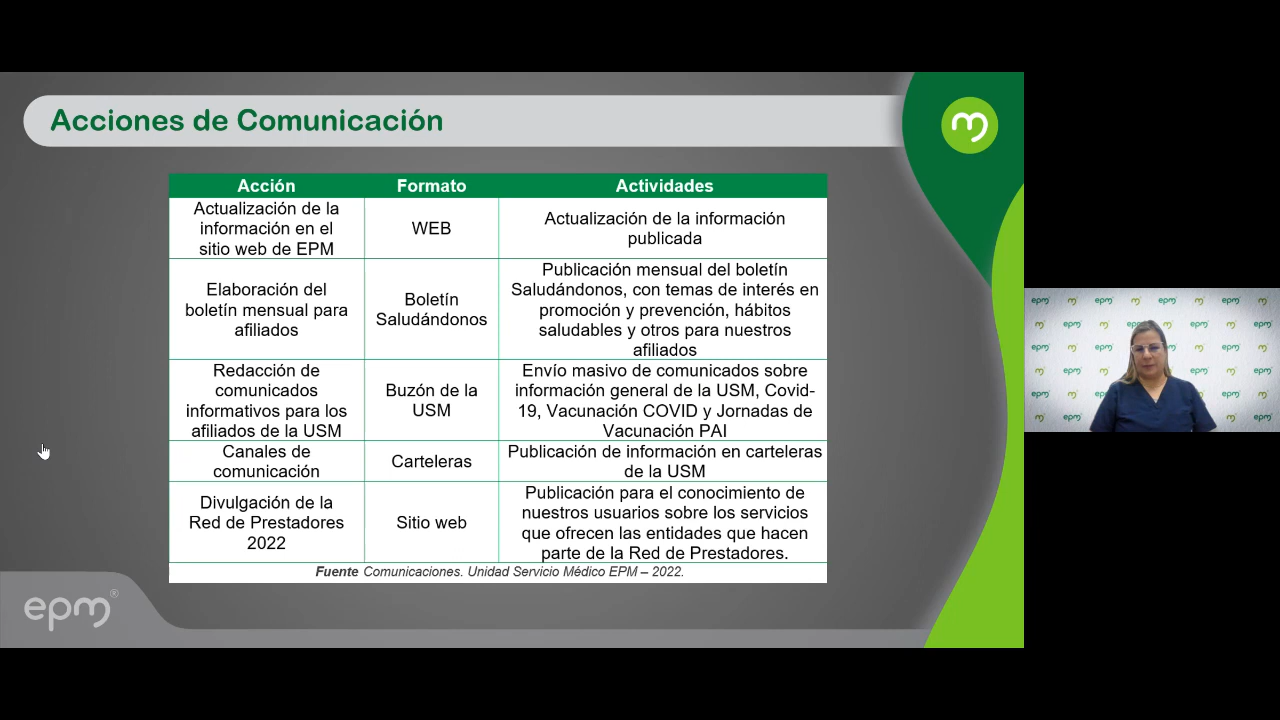 Acciones de Comunicación
Acción
Formato
Actividades
Actualización de la
información en el
sitio web de EPM
WEB
Actualización de la información
publicada
Elaboración del
boletín mensual para
afiliados
Boletín
Saludándonos
Publicación mensual del boletín
Saludándonos, con temas de interés en
promoción y prevención, hábitos
saludables y otros para nuestros
afiliados
Redacción de
comunicados
informativos para los
afiliados de la USM
Buzón de la
USM
Envío masivo de comunicados sobre
información general de la USM, Covid-
19, Vacunación COVID y Jornadas de
Vacunación PAI
Canales de
comunicación
Carteleras
Publicación de información en carteleras
de la USM
Divulgación de la
Red de Prestadores
2022
Sitio web
Publicación para el conocimiento de
nuestros usuarios sobre los servicios
que ofrecen las entidades que hacen
parte de la Red de Prestadores.
Fuente Comunicaciones. Unidad Servicio Médico EPM – 2022.
epm®